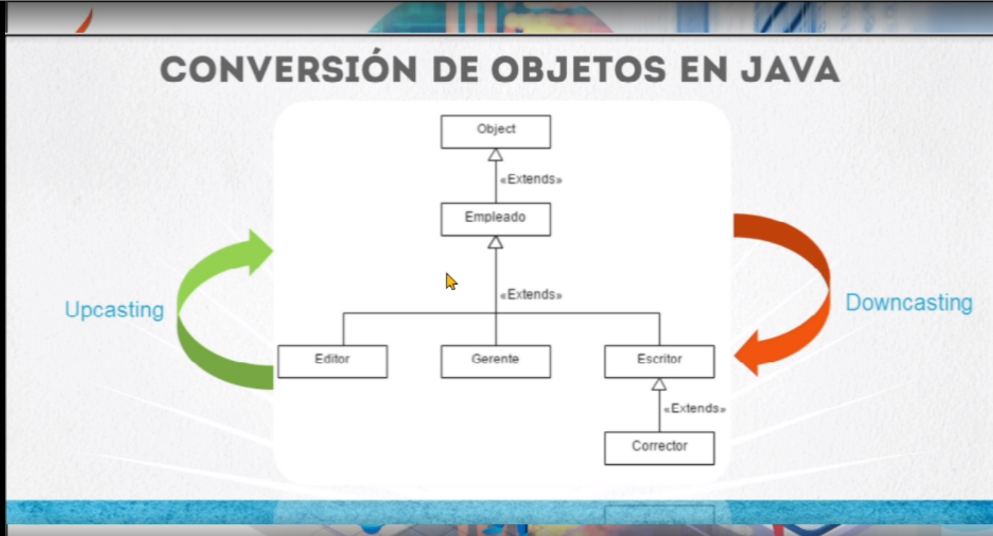 CONVERSIÓN DE OBJETOS EN JAVA
Object
«Extends»
Empleado
«Extends»
Upcasting
Downcasting
Editor
Gerente
Escritor
«Extends»
Corrector